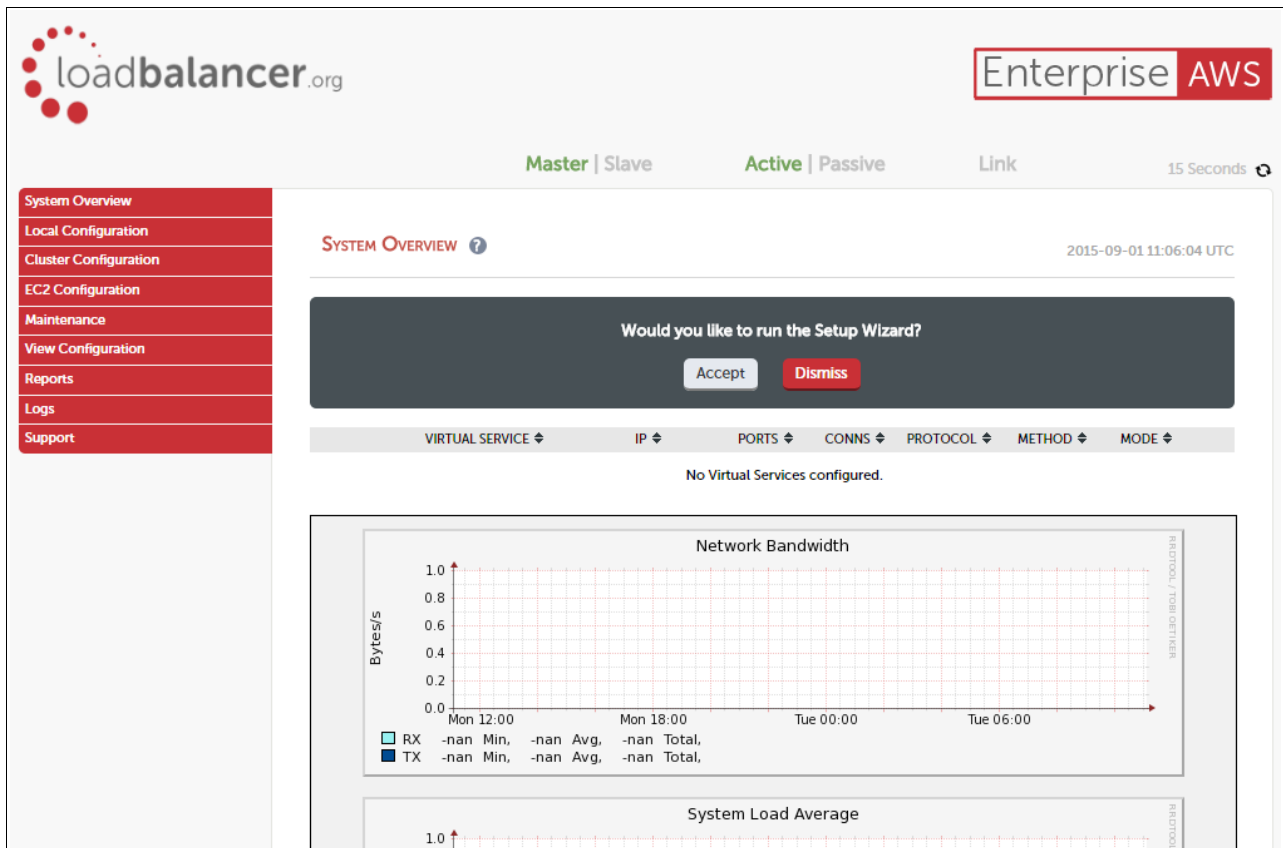 loadbalancer.org
Enterprise AWS
Master | Slave Active | Passive Link 15 Seconds
System Overview
Local Configuration
Cluster Configuration
EC2 Configuration
Maintenance
View Configuration
Reports
Logs
Support
SYSTEM OVERVIEW ?
2015-09-01 11:06:04 UTC
Would you like to run the Setup Wizard?
Accept Dismiss
VIRTUAL SERVICE IP PORTS CONNS PROTOCOL METHOD MODE
No Virtual Services configured.
Network Bandwidth
RRDTOOL / TOBI OETIKER
Bytes/s
1.0
0.8
0.6
0.4
0.2
0.0
Mon 12:00 Mon 18:00 Tue 00:00 Tue 06:00
RX -nan Min, -nan Avg, -nan Total,
TX -nan Min, -nan Avg, -nan Total,
System Load Average
1.0